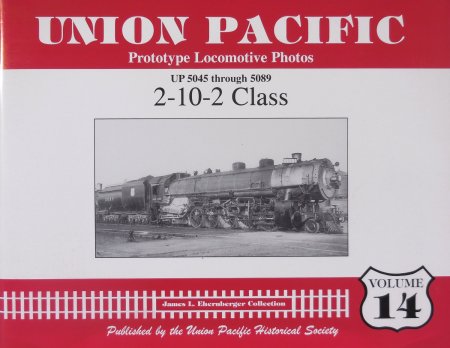 UNION PACIFIC
Prototype Locomotive Photos
UP 5045 through 5089
2-10-2 Class
VOLUME
14
James L. Ehernberger Collection
Published by the Union Pacific Historical Society